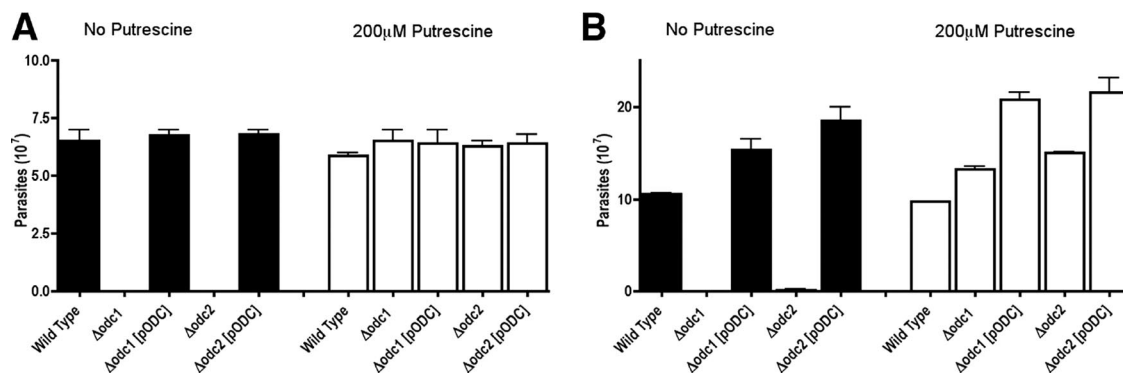 A
No Putrescine
200μM Putrescine
Parasites (10⁷)
10.0
7.5
5.0
2.5
0.0
Wild Type
Δodc1
Δodc1 [pODC]
Δodc2
Δodc2 [pODC]
Wild Type
Δodc1
Δodc1 [pODC]
Δodc2
Δodc2 [pODC]
B
No Putrescine
200μM Putrescine
Parasites (10⁷)
20
10
0
Wild Type
Δodc1
Δodc1 [pODC]
Δodc2
Δodc2 [pODC]
Wild Type
Δodc1
Δodc1 [pODC]
Δodc2
Δodc2 [pODC]